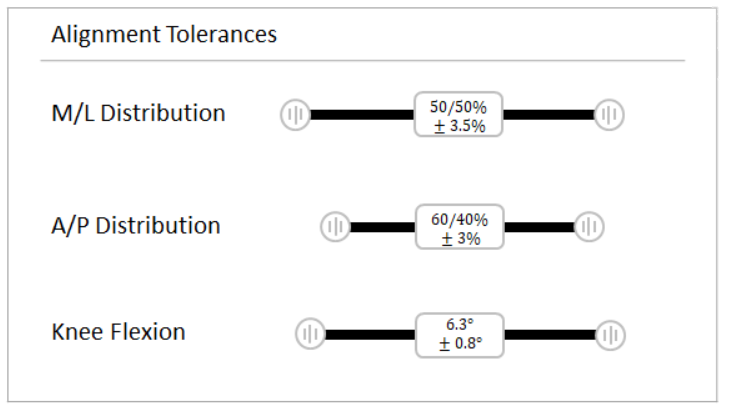 Alignment Tolerances
M/L Distribution
50/50%
± 3.5%
A/P Distribution
60/40%
± 3%
Knee Flexion
6.3°
± 0.8°